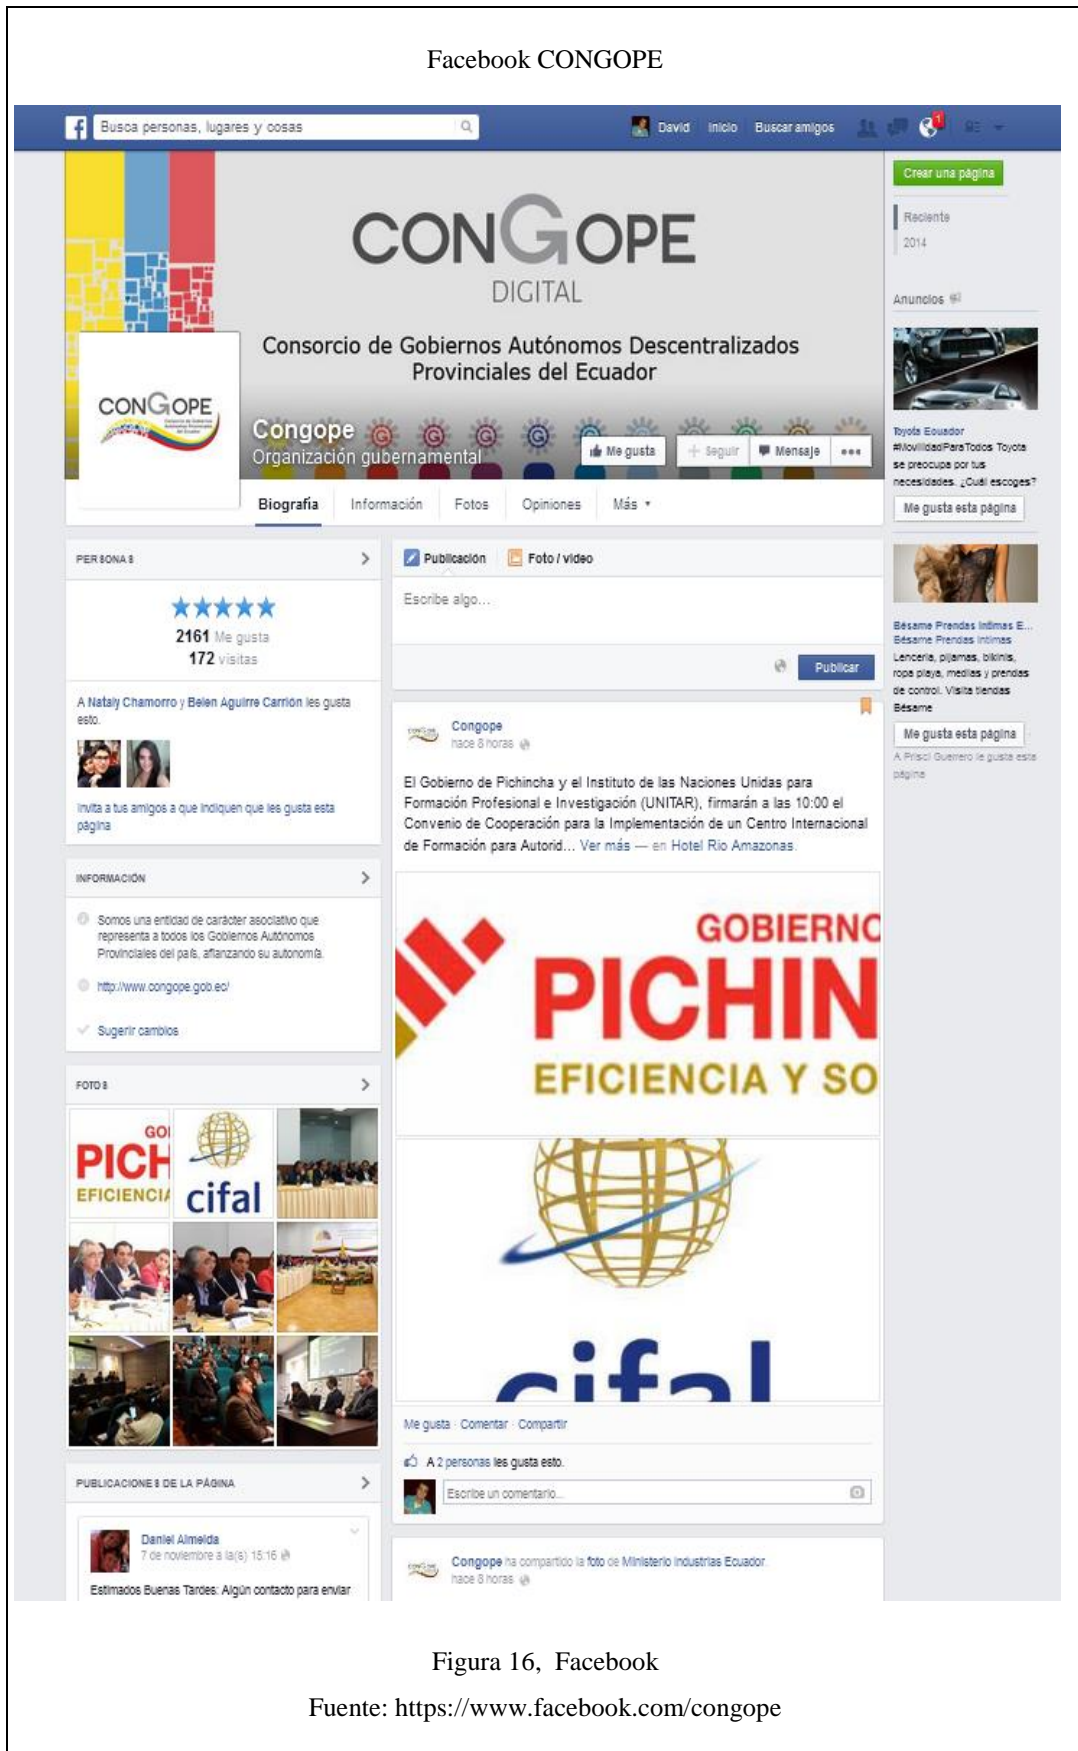 Facebook CONGOPE
Busca personas, lugares y cosas
David Inicio Buscar amigos
1
CONGOPE
DIGITAL
Consorcio de Gobiernos Autónomos Descentralizados
Provinciales del Ecuador
CONGOPE
Congope
Organización gubernamental
Me gusta Seguir Mensaje
Biografía Información Fotos Opiniones Más
Crear una página
Reciente
2014
Anuncios
Toyota Ecuador
#MovilidadParaTodos Toyota
se preocupa por tus
necesidades. ¿Cuál escoges?
Me gusta esta página
Bésame Prendas Intimas E...
Bésame Prendas Intimas
Lencería, pijamas, bikinis,
ropa playa, medias y prendas
de control. Visita tiendas
Bésame
Me gusta esta página
A Prisci Guerrero le gusta esta
página
PERSONAS
2161 Me gusta
172 visitas
A Nataly Chamorro y Belen Aguirre Carrión les gusta
esto.
Invita a tus amigos a que indiquen que les gusta esta
página
INFORMACIÓN
Somos una entidad de carácter asociativo que
representa a todos los Gobiernos Autónomos
Provinciales del país, afianzando su autonomía.
http://www.congope.gob.ec/
Sugerir cambios
FOTOS
GO
PICH
EFICIENCIA
cifal
PUBLICACIONES DE LA PÁGINA
Daniel Almeida
7 de noviembre a la(s) 15:16
Estimados Buenas Tardes: Algún contacto para enviar
Publicación Foto / video
Escribe algo...
Publicar
Congope
hace 8 horas
El Gobierno de Pichincha y el Instituto de las Naciones Unidas para
Formación Profesional e Investigación (UNITAR), firmarán a las 10:00 el
Convenio de Cooperación para la Implementación de un Centro Internacional
de Formación para Autorid... Ver más — en Hotel Rio Amazonas.
GOBIERNO
PICHIN
EFICIENCIA Y SO
cifal
Me gusta · Comentar · Compartir
A 2 personas les gusta esto.
Escribe un comentario...
Congope ha compartido la foto de Ministerio Industrias Ecuador.
hace 8 horas
Figura 16, Facebook
Fuente: https://www.facebook.com/congope